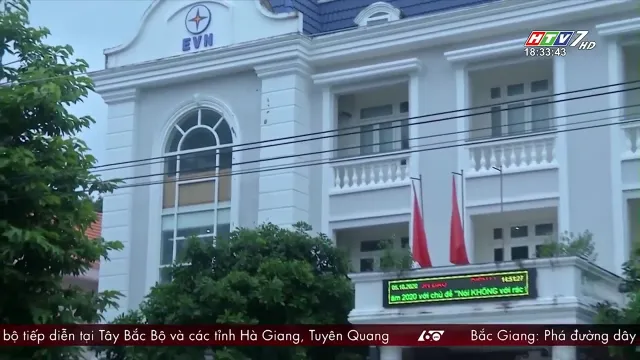 EVN
HTV7 HD
18:33:43
05.10.2020 14:51:27
ăm 2020 với chủ đề "Nói KHÔNG với rác
bộ tiếp diễn tại Tây Bắc Bộ và các tỉnh Hà Giang, Tuyên Quang Bắc Giang: Phá đường dây